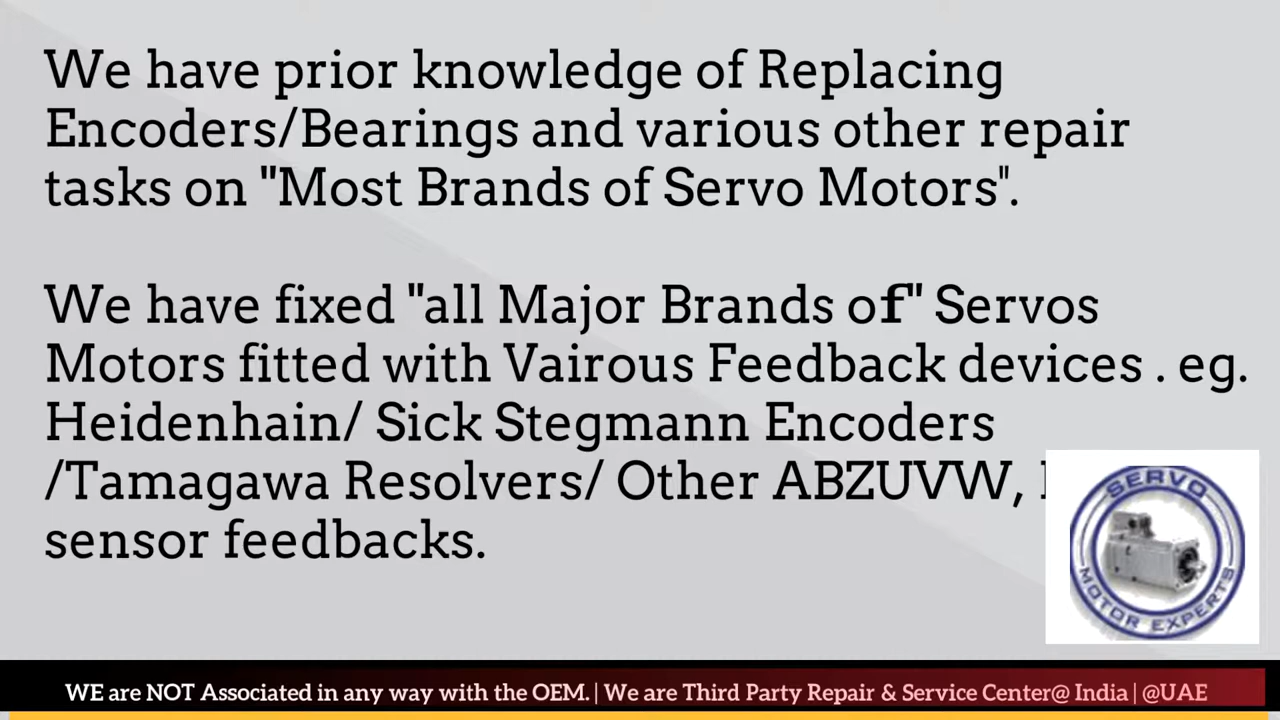 We have prior knowledge of Replacing
Encoders/Bearings and various other repair
tasks on "Most Brands of Servo Motors".
We have fixed "all Major Brands of" Servos
Motors fitted with Vairous Feedback devices . eg.
Heidenhain/ Sick Stegmann Encoders
/Tamagawa Resolvers/ Other ABZUVW,
sensor feedbacks.
SERVO
MOTOR EXPERTS
WE are NOT Associated in any way with the OEM. | We are Third Party Repair & Service Center@ India | @UAE